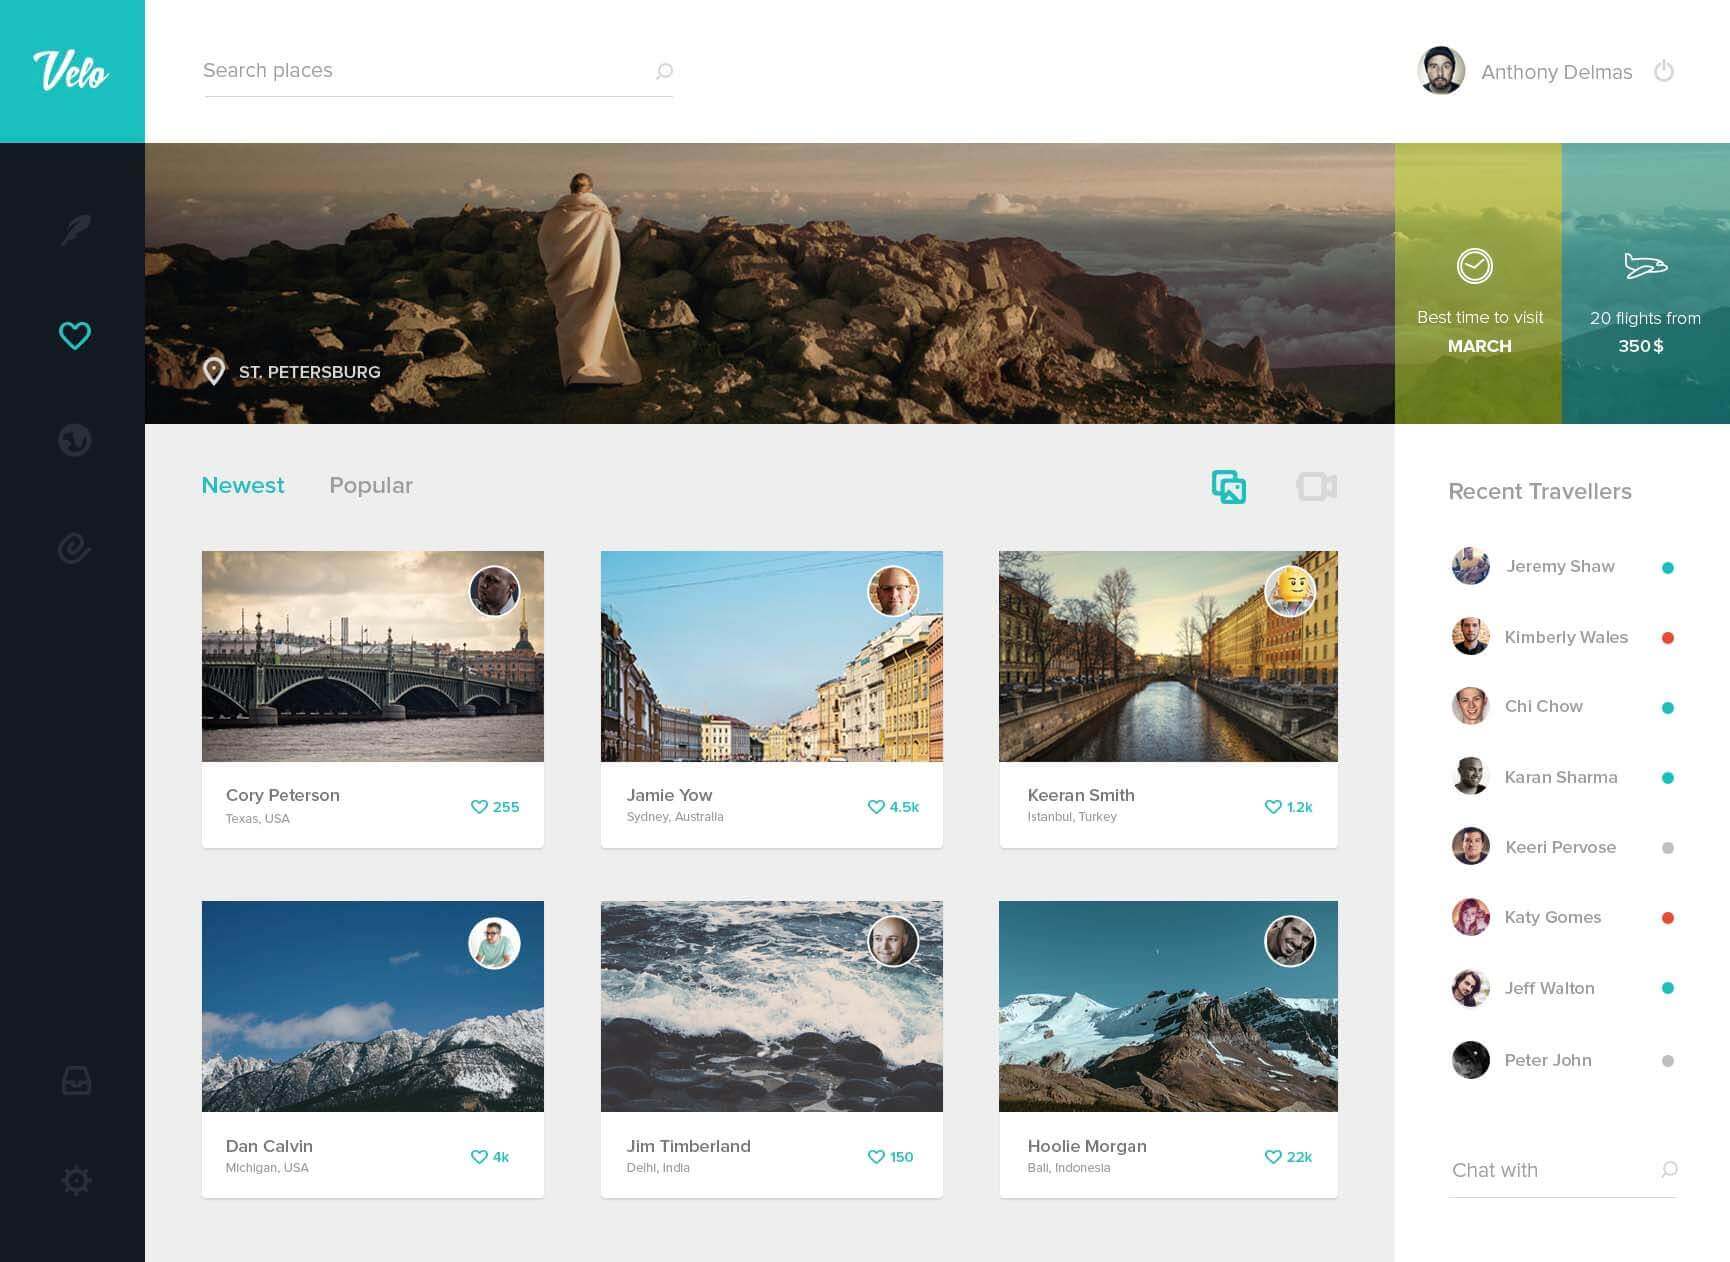 Velo
Search places
Anthony Delmas
ST. PETERSBURG
Best time to visit
MARCH
20 flights from
350$
Newest
Popular
Recent Travellers
Jeremy Shaw
Kimberly Wales
Chi Chow
Karan Sharma
Keeri Pervose
Katy Gomes
Jeff Walton
Peter John
Chat with
Cory Peterson
Texas, USA
255
Jamie Yow
Sydney, Australia
4.5k
Keeran Smith
Istanbul, Turkey
1.2k
Dan Calvin
Michigan, USA
4k
Jim Timberland
Delhi, India
150
Hoolie Morgan
Bali, Indonesia
22k